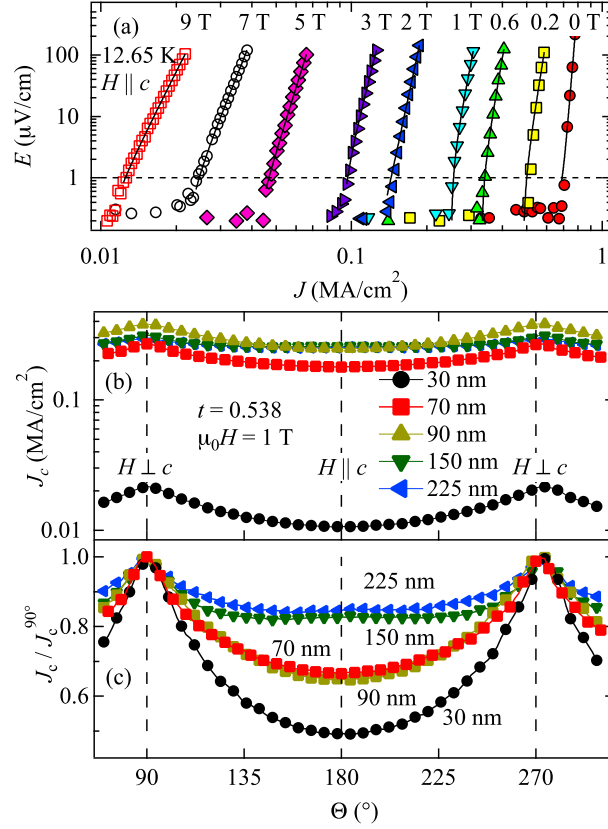 (a) 9 T 7 T 5 T 3 T 2 T 1 T 0.6 0.2 0 T
12.65 K
H || c
100
10
1
E (μV/cm)
0.01 0.1 1
J (MA/cm²)
(b)
0.1
0.01
J_c (MA/cm²)
t = 0.538
μ₀H = 1 T
30 nm
70 nm
90 nm
150 nm
225 nm
H ⊥ c H || c H ⊥ c
1.0
0.8
0.6
J_c / J_c^90°
225 nm
70 nm 150 nm
90 nm
30 nm
(c)
90 135 180 225 270
Θ (°)